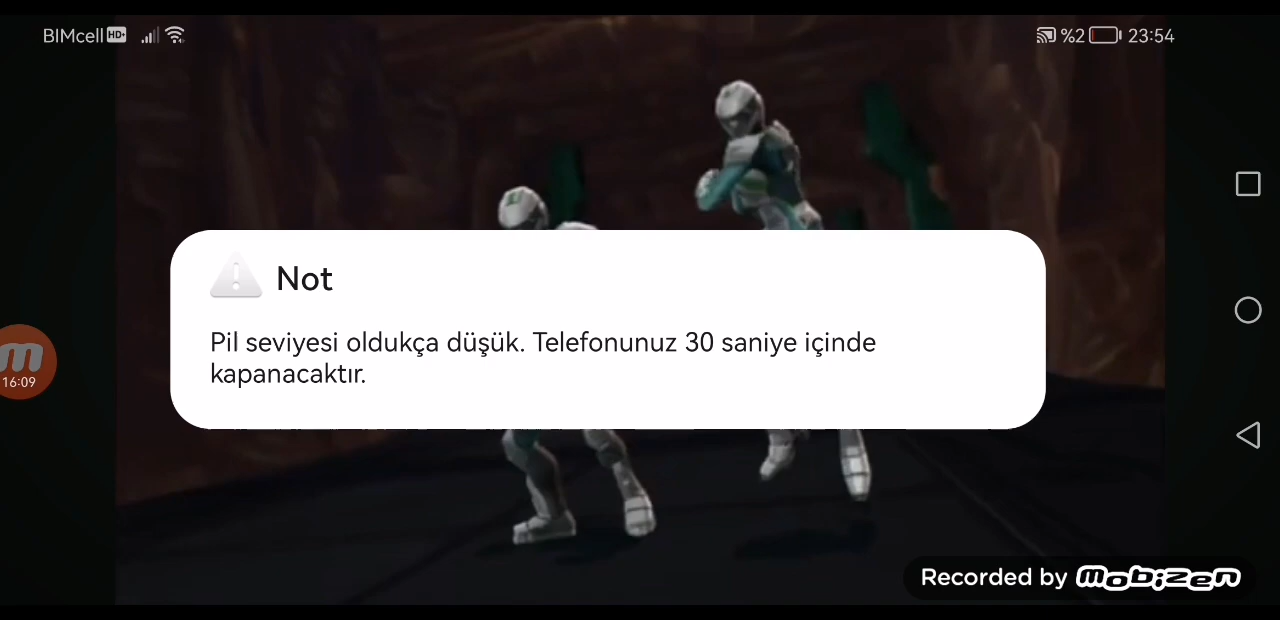 BIMcell HD+
%2 23:54
Not
Pil seviyesi oldukça düşük. Telefonunuz 30 saniye içinde
kapanacaktır.
m
16:09
Recorded by mobizen